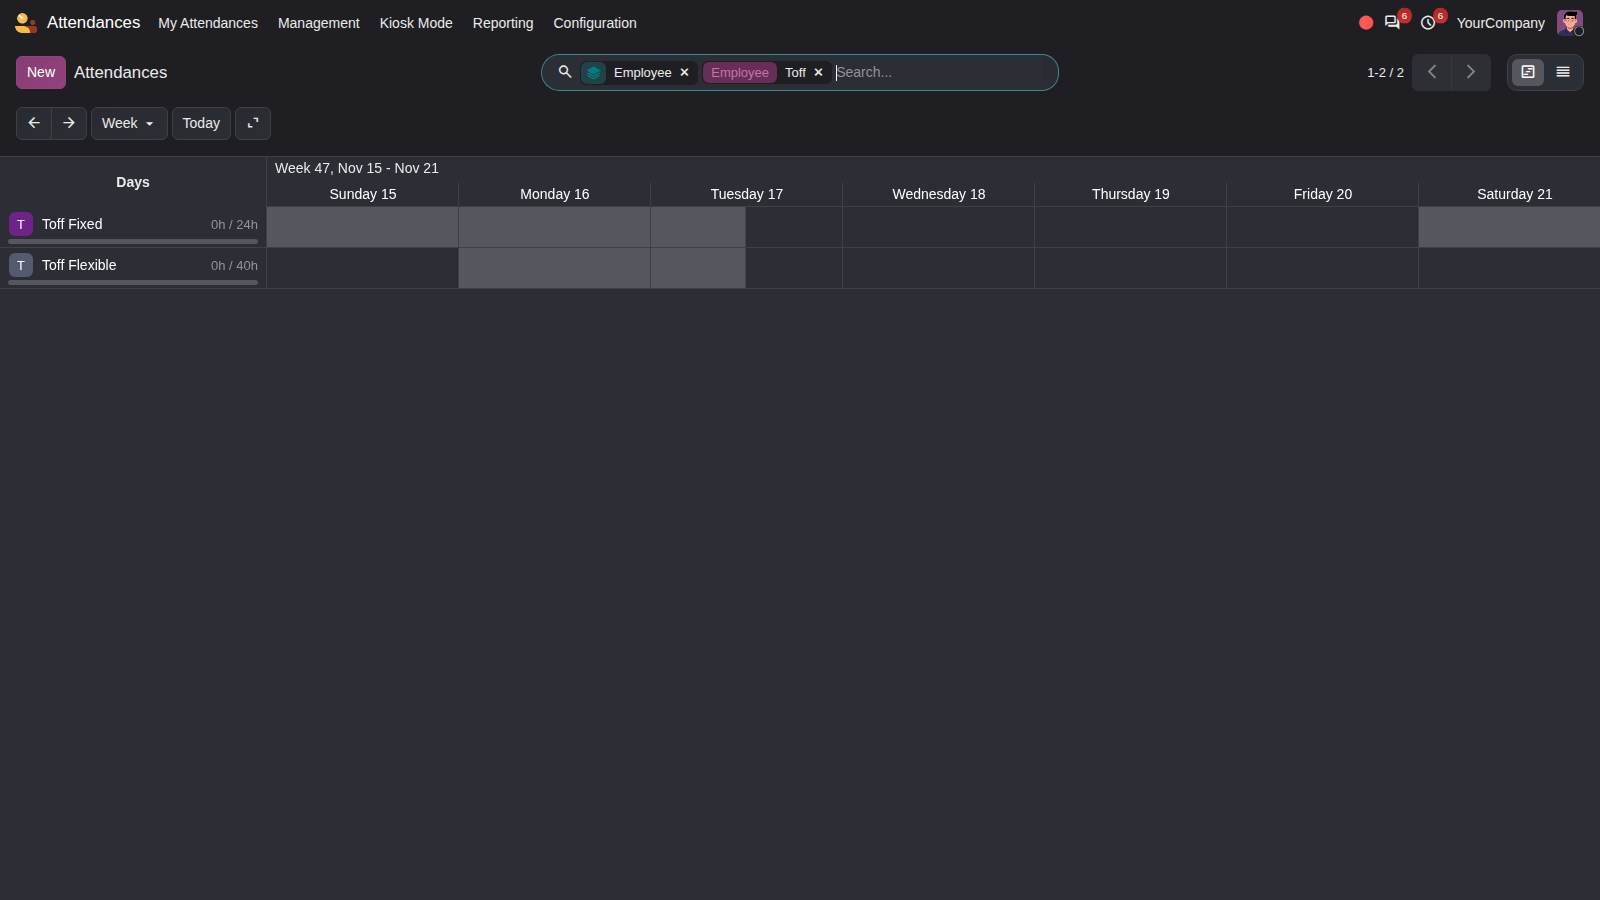 Attendances My Attendances Management Kiosk Mode Reporting Configuration 6 6 YourCompany
New Attendances Employee × Employee Toff × Search... 1-2 / 2
Week Today
Week 47, Nov 15 - Nov 21
Days Sunday 15 Monday 16 Tuesday 17 Wednesday 18 Thursday 19 Friday 20 Saturday 21
T Toff Fixed 0h / 24h
T Toff Flexible 0h / 40h